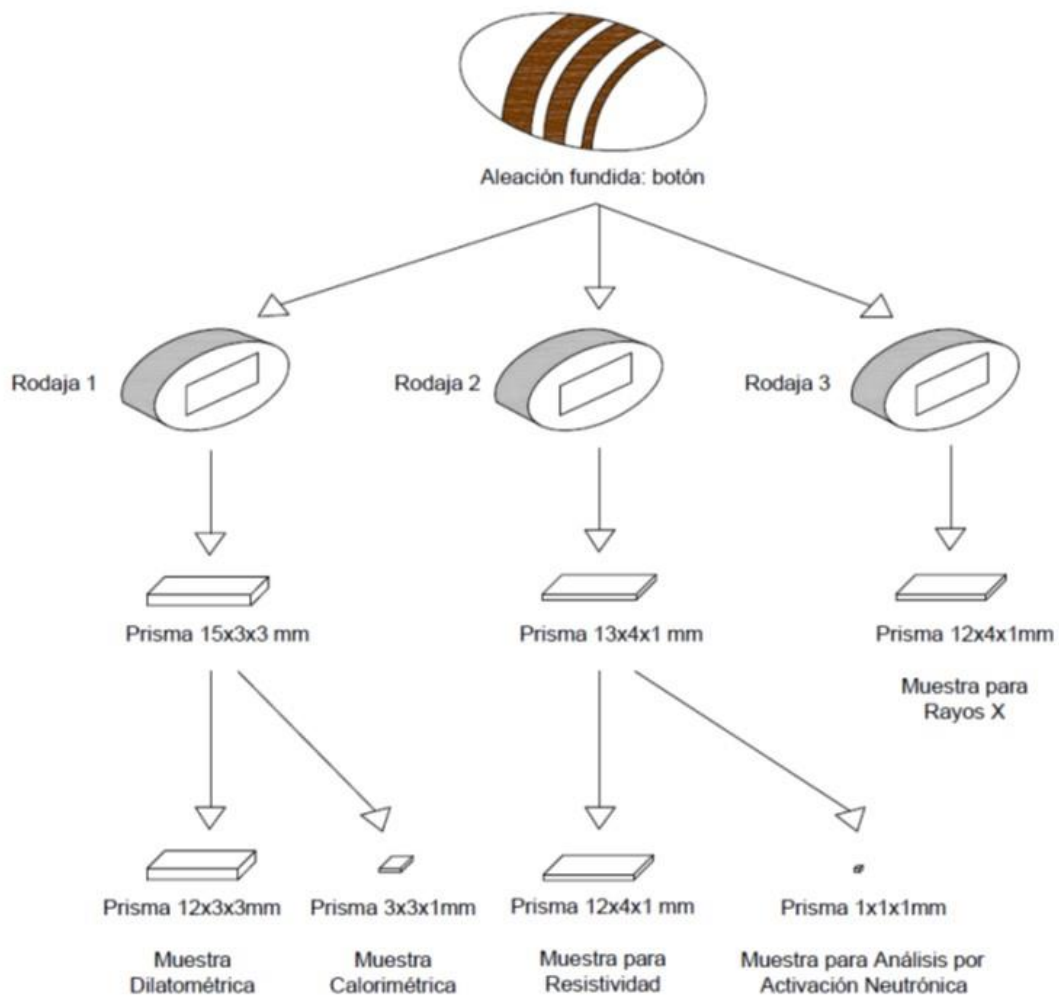 Aleación fundida: botón
Rodaja 1
Rodaja 2
Rodaja 3
Prisma 15x3x3 mm
Prisma 13x4x1 mm
Prisma 12x4x1mm
Muestra para
Rayos X
Prisma 12x3x3mm
Prisma 3x3x1mm
Prisma 12x4x1 mm
Prisma 1x1x1mm
Muestra
Dilatométrica
Muestra
Calorimétrica
Muestra para
Resistividad
Muestra para Análisis por
Activación Neutrónica